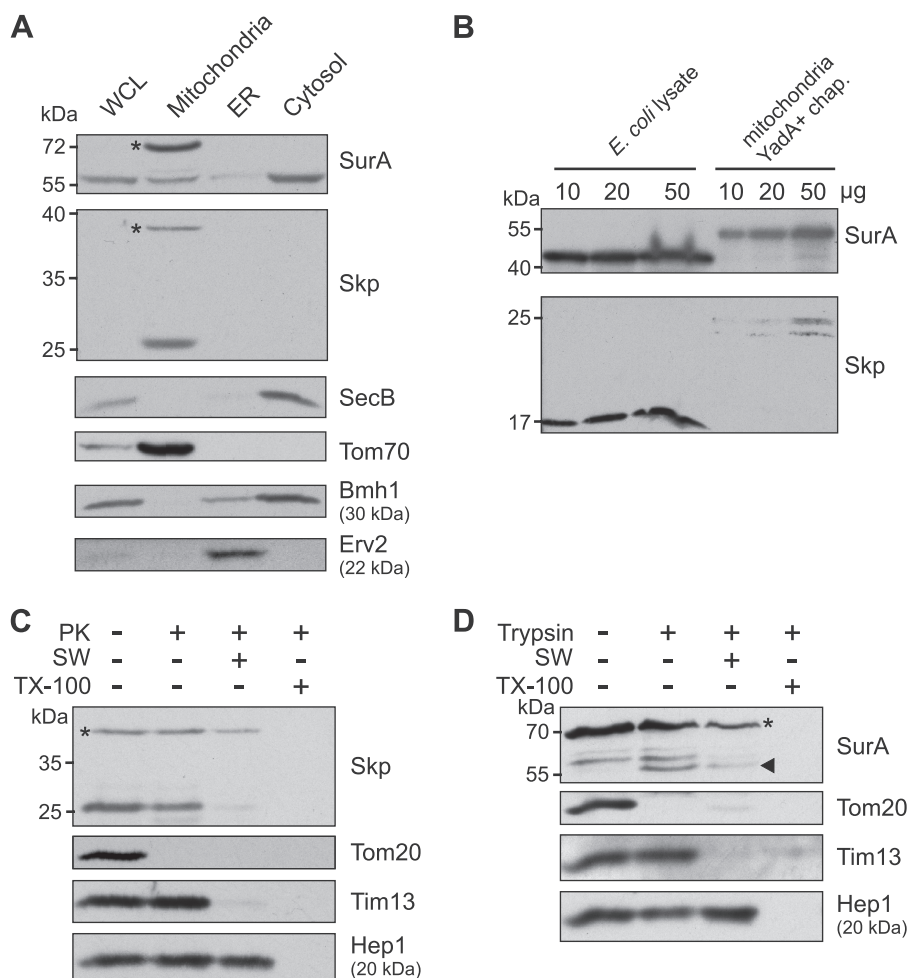 A
WCL Mitochondria ER Cytosol
kDa
72
*
55
SurA
40
*
35
25
Skp
SecB
Tom70
Bmh1
(30 kDa)
Erv2
(22 kDa)
B
E. coli lysate
mitochondria
YadA+ chap.
10 20 50 10 20 50 µg
kDa
55
40
SurA
25
17
Skp
C
PK - + + +
SW - - + -
TX-100 - - - +
kDa
*
35
25
Skp
Tom20
Tim13
Hep1
(20 kDa)
D
Trypsin - + + +
SW - - + -
TX-100 - - - +
kDa
70
*
55
SurA
Tom20
Tim13
Hep1
(20 kDa)